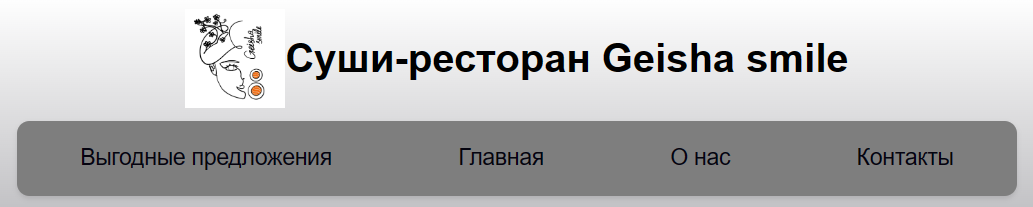 Geisha
smile
Суши-ресторан Geisha smile
Выгодные предложения Главная О нас Контакты